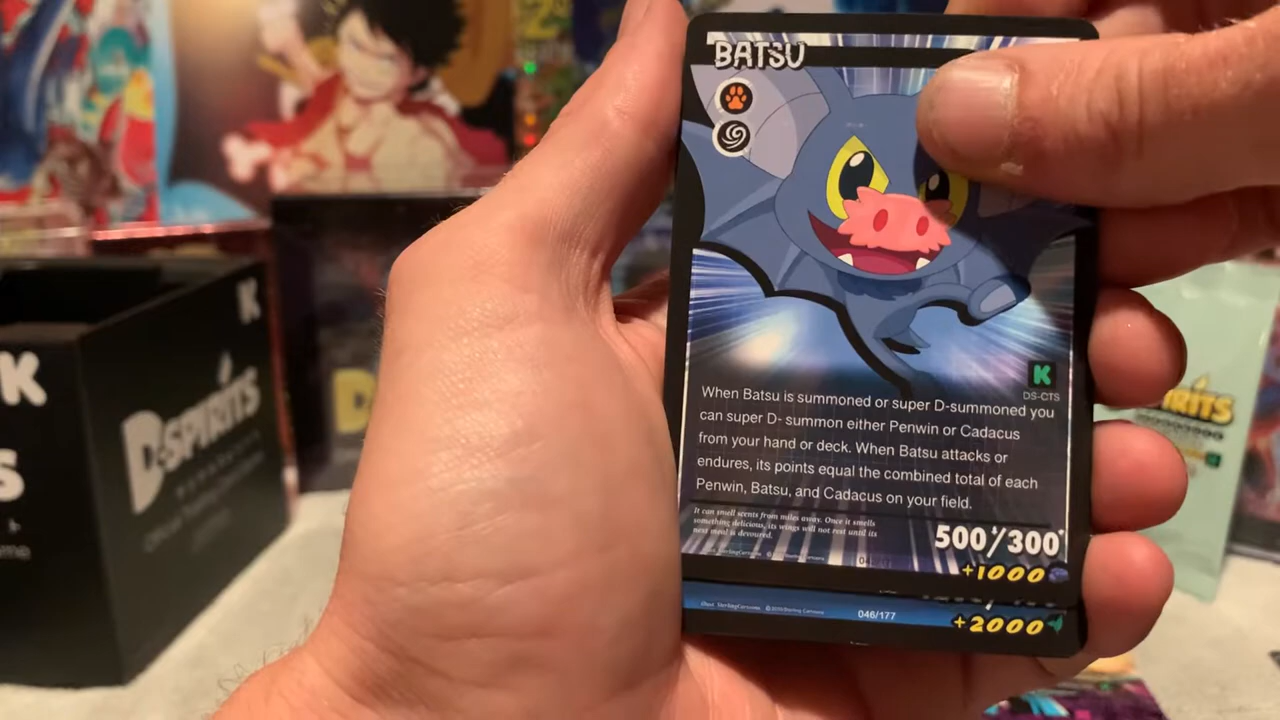 BATSU
K
DS-CTS
When Batsu is summoned or super D-summoned you
can super D- summon either Penwin or Cadacus
from your hand or deck. When Batsu attacks or
endures, its points equal the combined total of each
Penwin, Batsu, and Cadacus on your field.
It can smell scents from miles away. Once it smells
something delicious, its wings will not rest until its
next meal is devoured.
500/300
+1000
046/177
+2000
K
K
D-SPIRITS
S
D